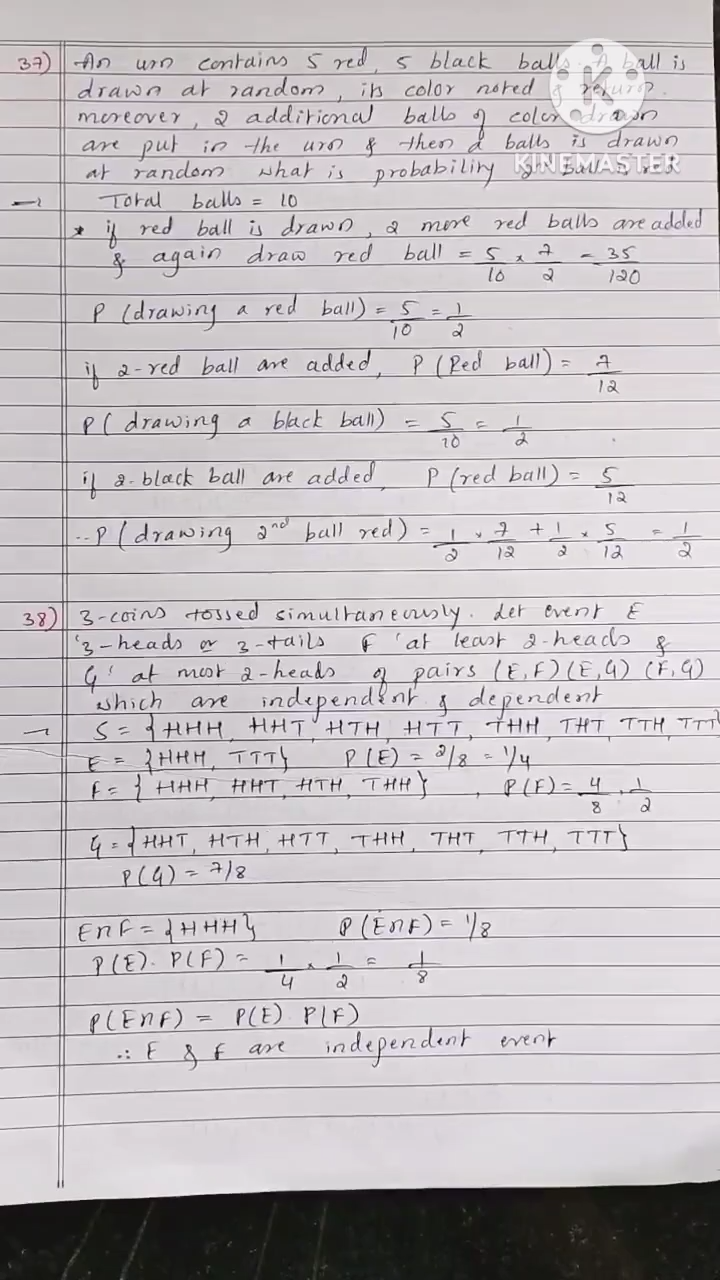 37) An urn contains 5 red, 5 black balls. A ball is
drawn at random, its color noted & return.
moreover, 2 additional balls of color drawn
are put in the urn & then a balls is drawn
at random what is probability
KINEMASTER
Total balls = 10
* if red ball is drawn, 2 more red balls are added
& again draw red ball = 5/10 × 7/2 = 35/120
P (drawing a red ball) = 5/10 = 1/2
if 2-red ball are added, P (Red ball) = 7/12
P( drawing a black ball) = 5/10 = 1/2
if 2-black ball are added, P (red ball) = 5/12
∴ P (drawing 2nd ball red) = 1/2 × 7/12 + 1/2 × 5/12 = 1/2
38) 3-coins tossed simultaneously. Let event E
'3-heads or 3-tails F 'at least 2-heads &
G' at most 2-heads of pairs (E,F) (E,G) (F,G)
which are independent & dependent
S = {HHH, HHT, HTH, HTT, THH, THT, TTH, TTT}
E = {HHH, TTT} P(E) = 2/8 = 1/4
F = { HHH, HHT, HTH, THH} , P(F) = 4/8, 1/2
G = {HHT, HTH, HTT, THH, THT, TTH, TTT}
P(G) = 7/8
E∩F = {HHH} P(E∩F) = 1/8
P(E). P(F) = 1/4 × 1/2 = 1/8
P(E∩F) = P(E). P(F)
∴ E & F are independent event